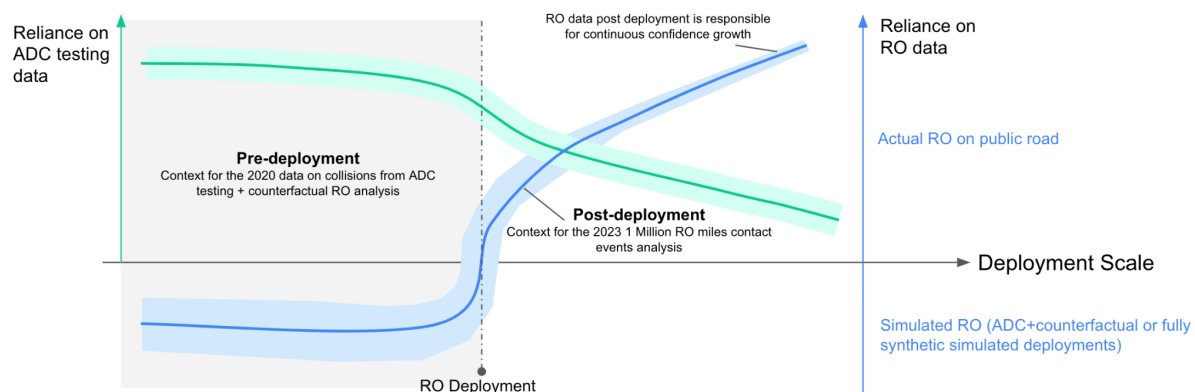 Reliance on
ADC testing
data
RO data post deployment is responsible
for continuous confidence growth
Reliance on
RO data
Actual RO on public road
Pre-deployment
Context for the 2020 data on collisions from ADC
testing + counterfactual RO analysis
Post-deployment
Context for the 2023 1 Million RO miles contact
events analysis
Deployment Scale
Simulated RO (ADC+counterfactual or fully
synthetic simulated deployments)
RO Deployment